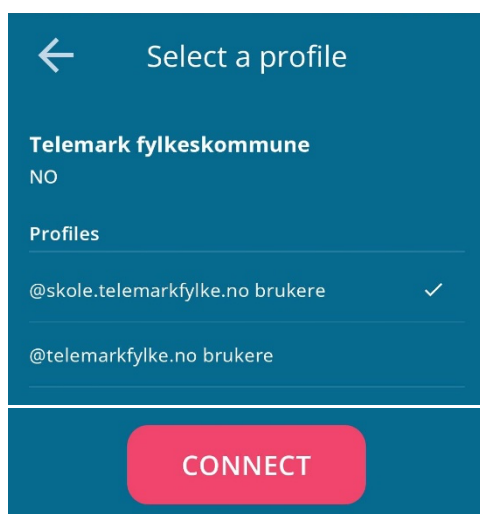 Select a profile
Telemark fylkeskommune
NO
Profiles
@skole.telemarkfylke.no brukere
@telemarkfylke.no brukere
CONNECT